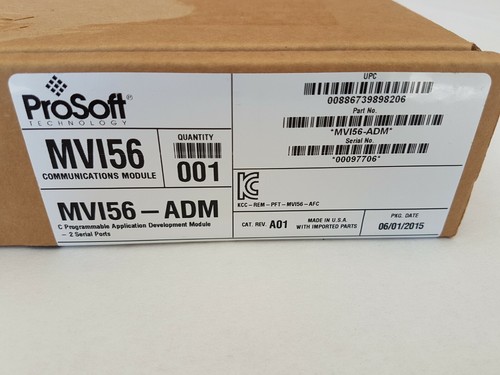 ProSoft®
TECHNOLOGY
MVI56
COMMUNICATIONS MODULE
QUANTITY
001
MVI56-ADM
C Programmable Application Development Module
- 2 Serial Ports
UPC
00886739898206
Part No.
*MVI56-ADM*
Serial No.
*00097706*
KC
KCC-REM-PFT-MVI56-AFC
CAT. REV. A01
MADE IN U.S.A.
WITH IMPORTED PARTS
PKG. DATE
06/01/2015